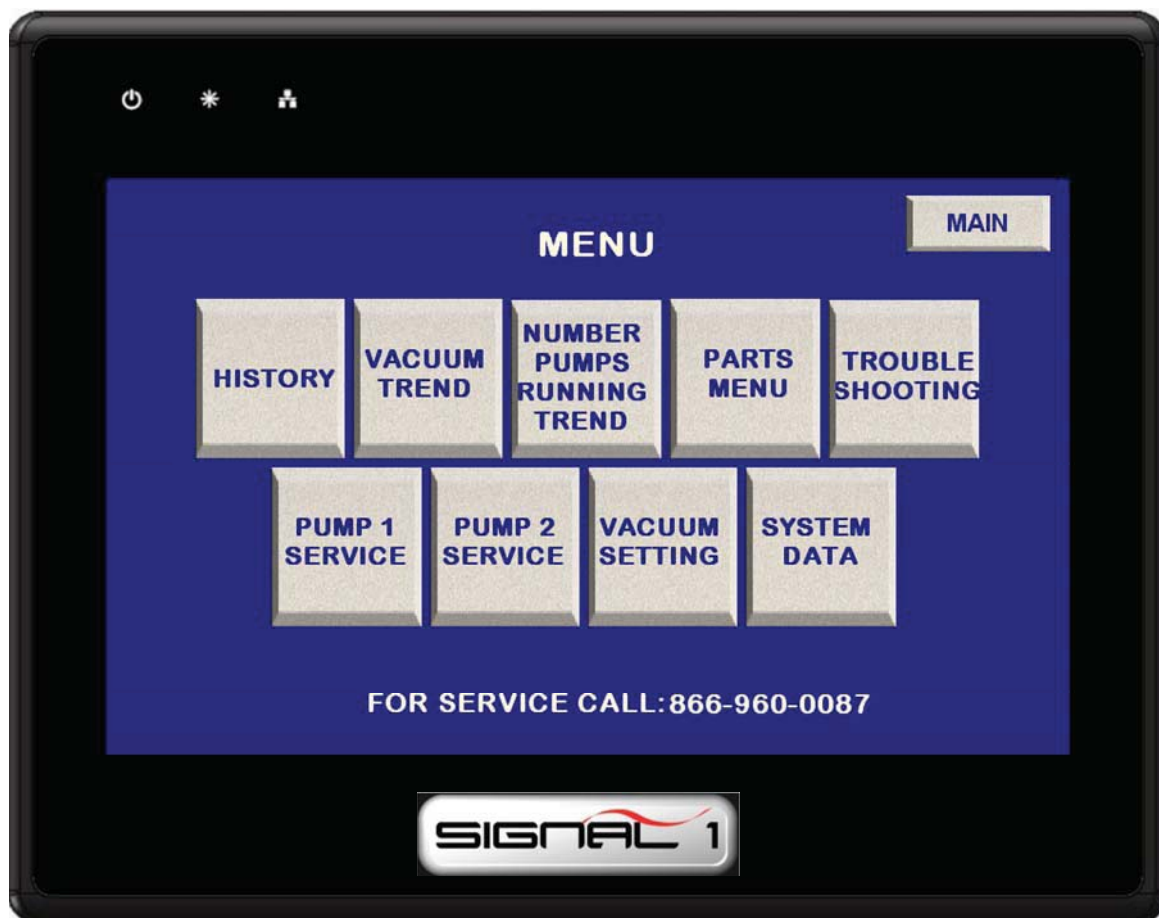 MAIN
MENU
HISTORY
VACUUM
TREND
NUMBER
PUMPS
RUNNING
TREND
PARTS
MENU
TROUBLE
SHOOTING
PUMP 1
SERVICE
PUMP 2
SERVICE
VACUUM
SETTING
SYSTEM
DATA
FOR SERVICE CALL: 866-960-0087
SIGNAL 1